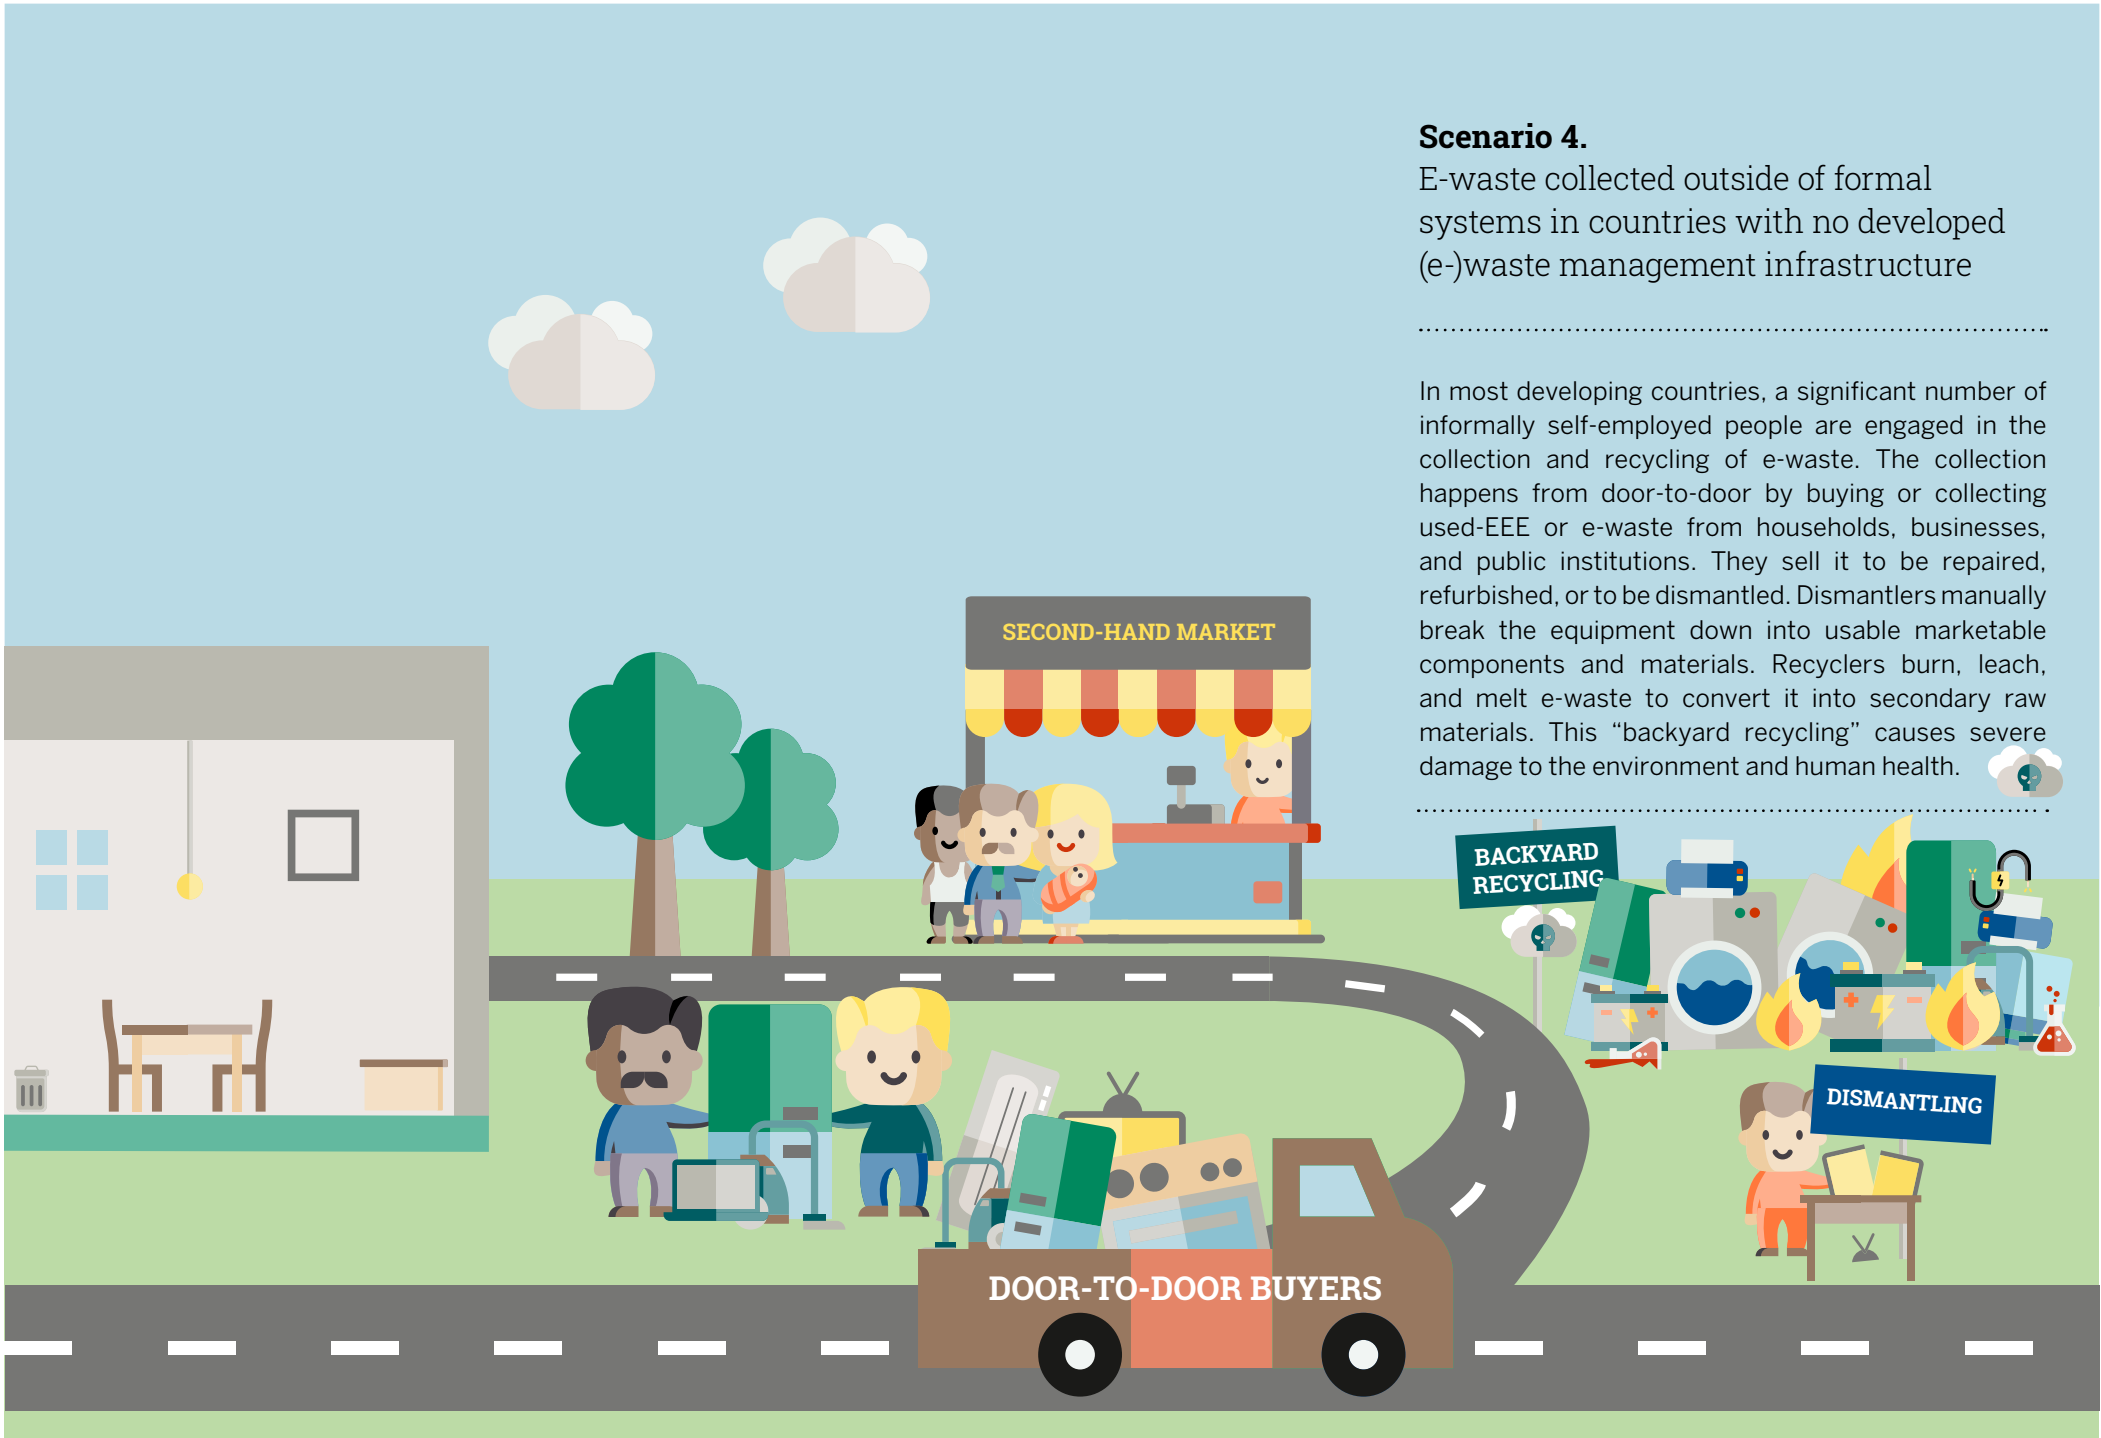 Scenario 4.
E-waste collected outside of formal
systems in countries with no developed
(e-)waste management infrastructure
In most developing countries, a significant number of
informally self-employed people are engaged in the
collection and recycling of e-waste. The collection
happens from door-to-door by buying or collecting
used-EEE or e-waste from households, businesses,
and public institutions. They sell it to be repaired,
refurbished, or to be dismantled. Dismantlers manually
break the equipment down into usable marketable
components and materials. Recyclers burn, leach,
and melt e-waste to convert it into secondary raw
materials. This “backyard recycling” causes severe
damage to the environment and human health.
SECOND-HAND MARKET
BACKYARD
RECYCLING
DISMANTLING
DOOR-TO-DOOR BUYERS